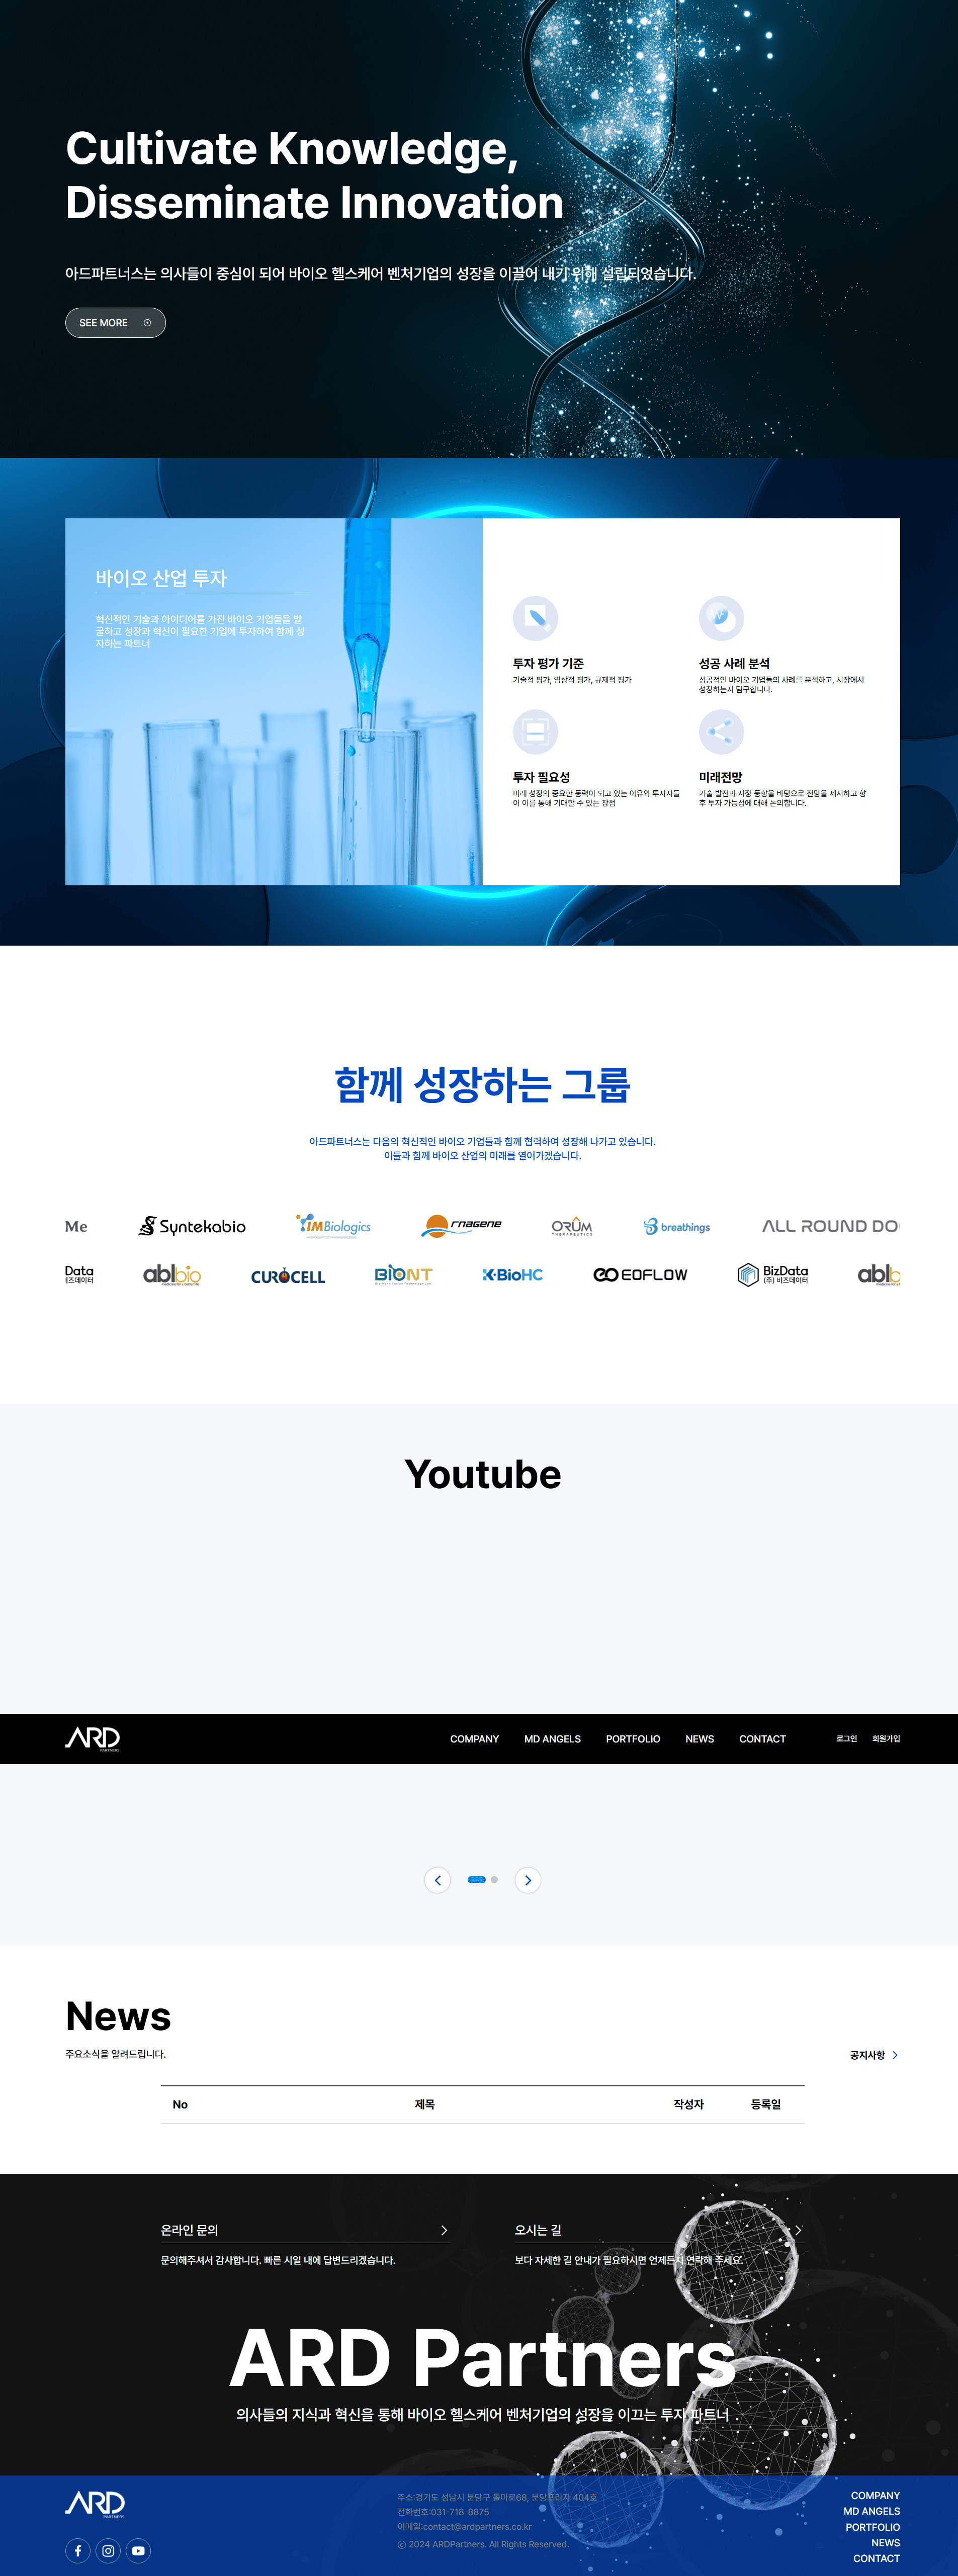 Cultivate Knowledge,
Disseminate Innovation
아드파트너스는 의사들이 중심이 되어 바이오 헬스케어 벤처기업의 성장을 이끌어 내기 위해 설립되었습니다.
SEE MORE
바이오 산업 투자
혁신적인 기술과 아이디어를 가진 바이오 기업들을 발
굴하고 성장과 혁신이 필요한 기업에 투자하여 함께 성
자하는 파트너
투자 평가 기준
기술적 평가, 임상적 평가, 규제적 평가
성공 사례 분석
성공적인 바이오 기업들의 사례를 분석하고, 시장에서
성장하는지 탐구합니다.
투자 필요성
미래 성장의 중요한 동력이 되고 있는 이유와 투자자들
이 이를 통해 기대할 수 있는 장점
미래전망
기술 발전과 시장 동향을 바탕으로 전망을 제시하고 향
후 투자 가능성에 대해 논의합니다.
함께 성장하는 그룹
아드파트너스는 다음의 혁신적인 바이오 기업들과 함께 협력하여 성장해 나가고 있습니다.
이들과 함께 바이오 산업의 미래를 열어가겠습니다.
Me
Syntekabio
IMBiologics
rnagene
ORUM
THERAPEUTICS
breathings
ALL ROUND DO
Data
비즈데이터
ablbio
CUROCELL
BIONT
K-BioHC
EOFLOW
BizData
(주) 비즈데이터
ablb
Youtube
ARD
PARTNERS
COMPANY
MD ANGELS
PORTFOLIO
NEWS
CONTACT
로그인
회원가입
News
주요소식을 알려드립니다.
공지사항
No
제목
작성자
등록일
온라인 문의
문의해주셔서 감사합니다. 빠른 시일 내에 답변드리겠습니다.
오시는 길
보다 자세한 길 안내가 필요하시면 언제든지 연락해 주세요.
ARD Partners
의사들의 지식과 혁신을 통해 바이오 헬스케어 벤처기업의 성장을 이끄는 투자 파트너
ARD
PARTNERS
주소:경기도 성남시 분당구 돌마로68, 분당프라자 404호
전화번호:031-718-8875
이메일:contact@ardpartners.co.kr
ⓒ 2024 ARDPartners. All Rights Reserved.
COMPANY
MD ANGELS
PORTFOLIO
NEWS
CONTACT